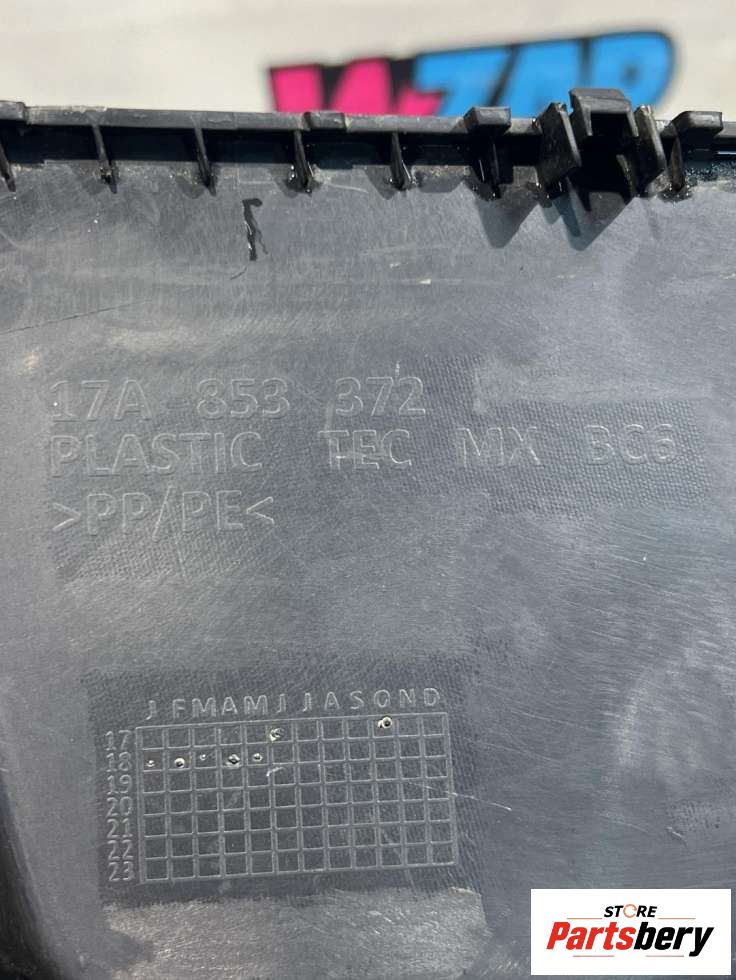 17A 853 372
PLASTIC TEC MX BC6
>PP/PE<
J F M A M J J A S O N D
17
18
19
20
21
22
23
STORE
Partsbery